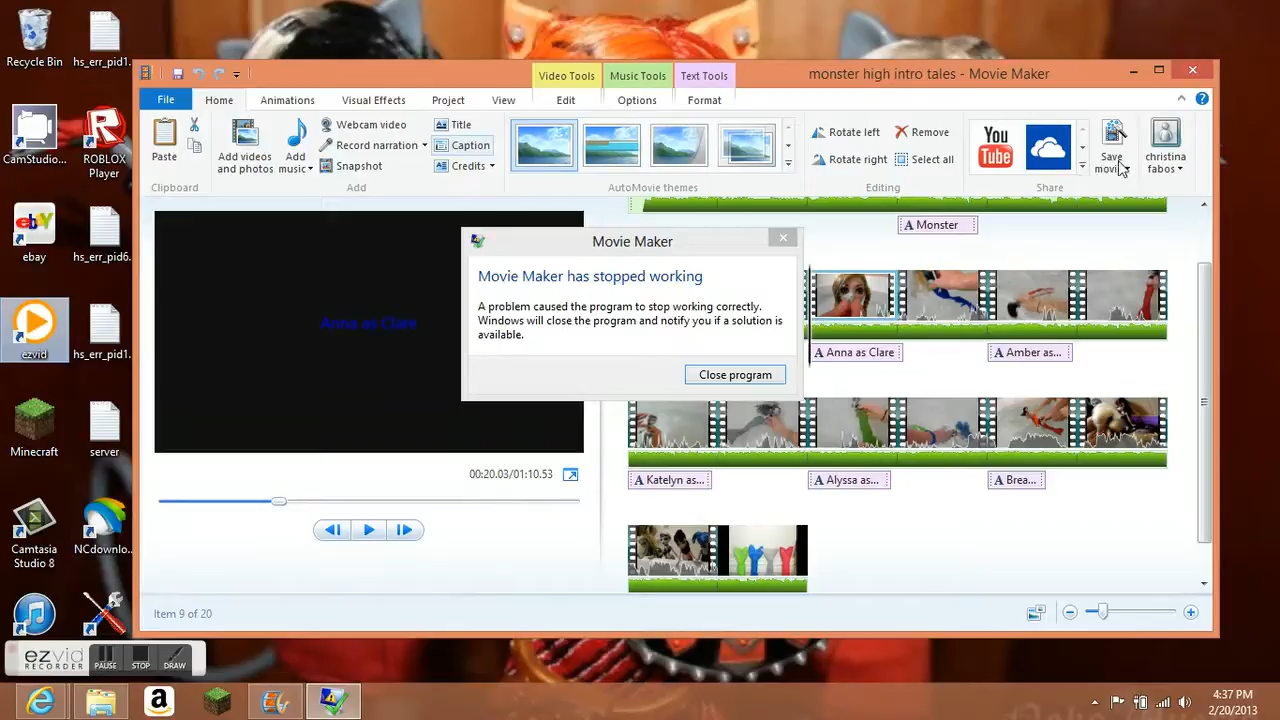 Recycle Bin
hs_err_pid1...
CamStudio...
ROBLOX
Player
ebay
hs_err_pid6...
ezvid
hs_err_pid1...
Minecraft
server
Camtasia
Studio 8
NCdownlo...
monster high intro tales - Movie Maker
Video Tools
Music Tools
Text Tools
File
Home
Animations
Visual Effects
Project
View
Edit
Options
Format
Paste
Clipboard
Add videos
and photos
Add
music
Webcam video
Record narration
Snapshot
Title
Caption
Credits
Add
AutoMovie themes
Rotate left
Rotate right
Remove
Select all
Editing
You
Tube
Share
Save
movie
christina
fabos
A Monster
Movie Maker
Movie Maker has stopped working
A problem caused the program to stop working correctly.
Windows will close the program and notify you if a solution is
available.
Close program
Anna as Clare
A Anna as Clare
A Amber as...
A Katelyn as...
A Alyssa as...
A Brea...
00:20.03/01:10.53
Item 9 of 20
ezvid
RECORDER
PAUSE
STOP
DRAW
4:37 PM
2/20/2013